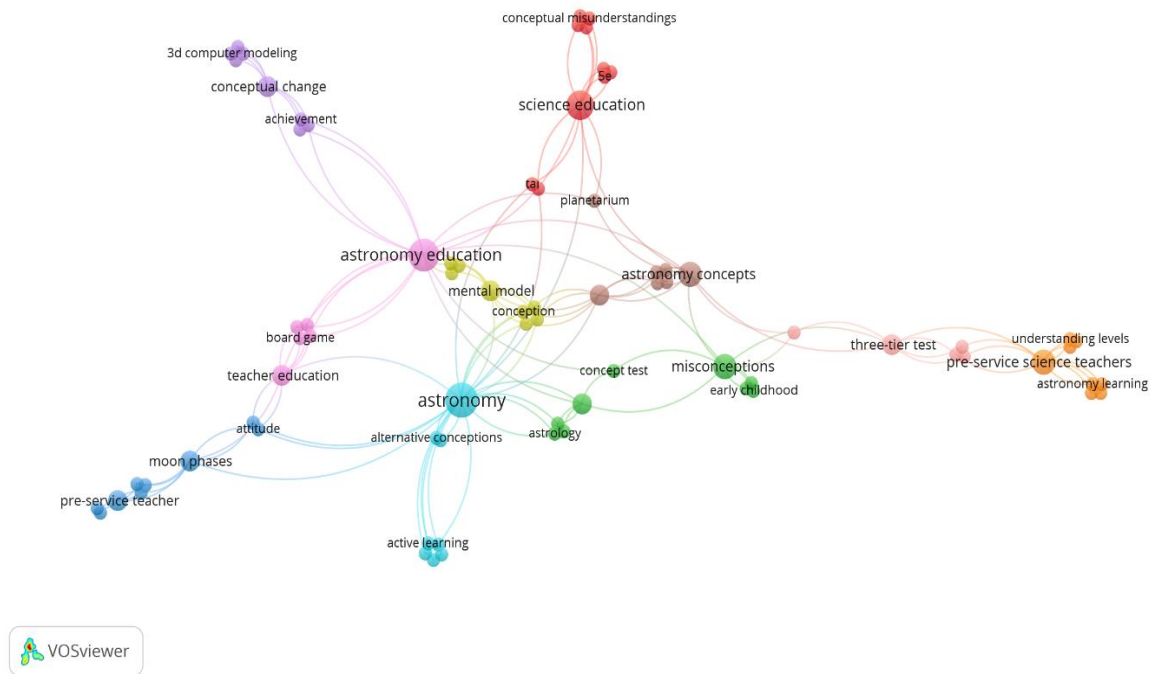 conceptual misunderstandings
3d computer modeling
5e
conceptual change
science education
achievement
tai
planetarium
astronomy education
astronomy concepts
mental model
conception
board game
understanding levels
three-tier test
pre-service science teachers
misconceptions
concept test
teacher education
astronomy learning
early childhood
astronomy
attitude
astrology
alternative conceptions
moon phases
pre-service teacher
active learning
VOSviewer